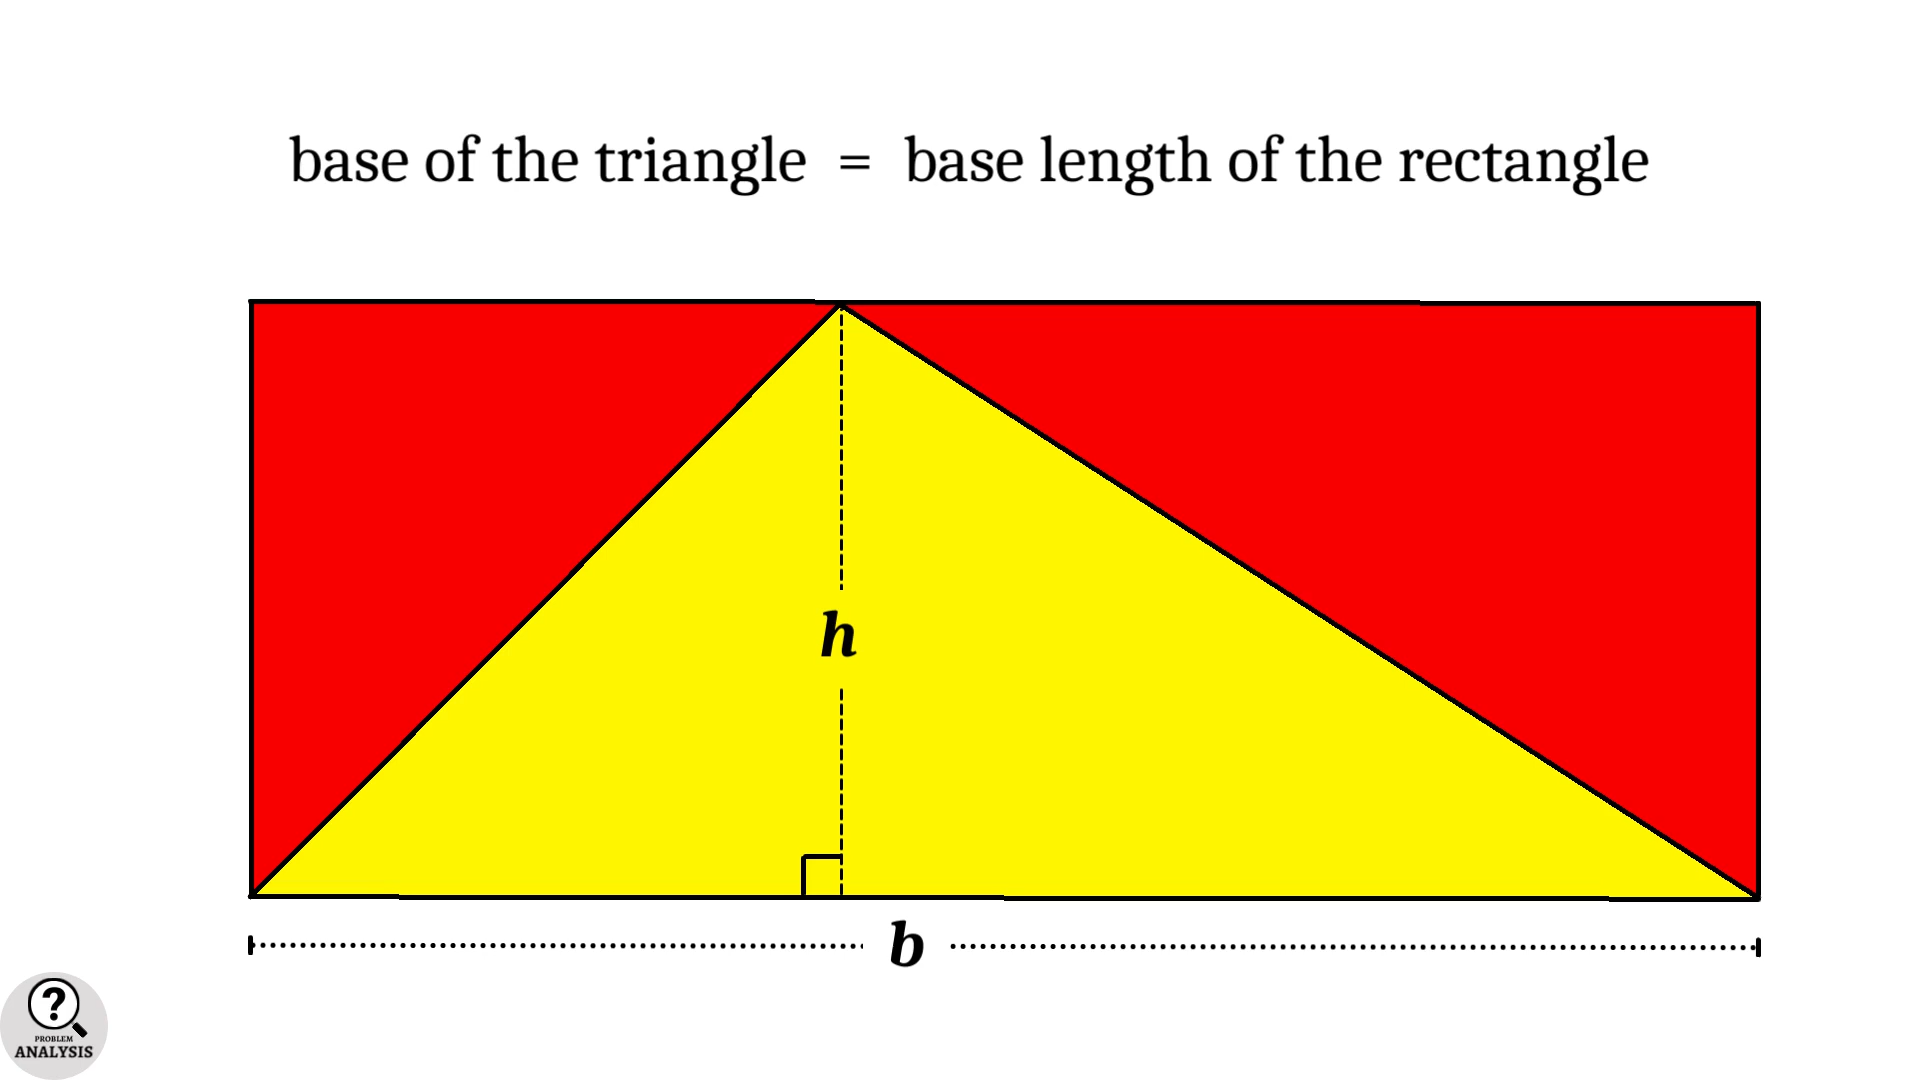 base of the triangle = base length of the rectangle
h
b
?
PROBLEM
ANALYSIS